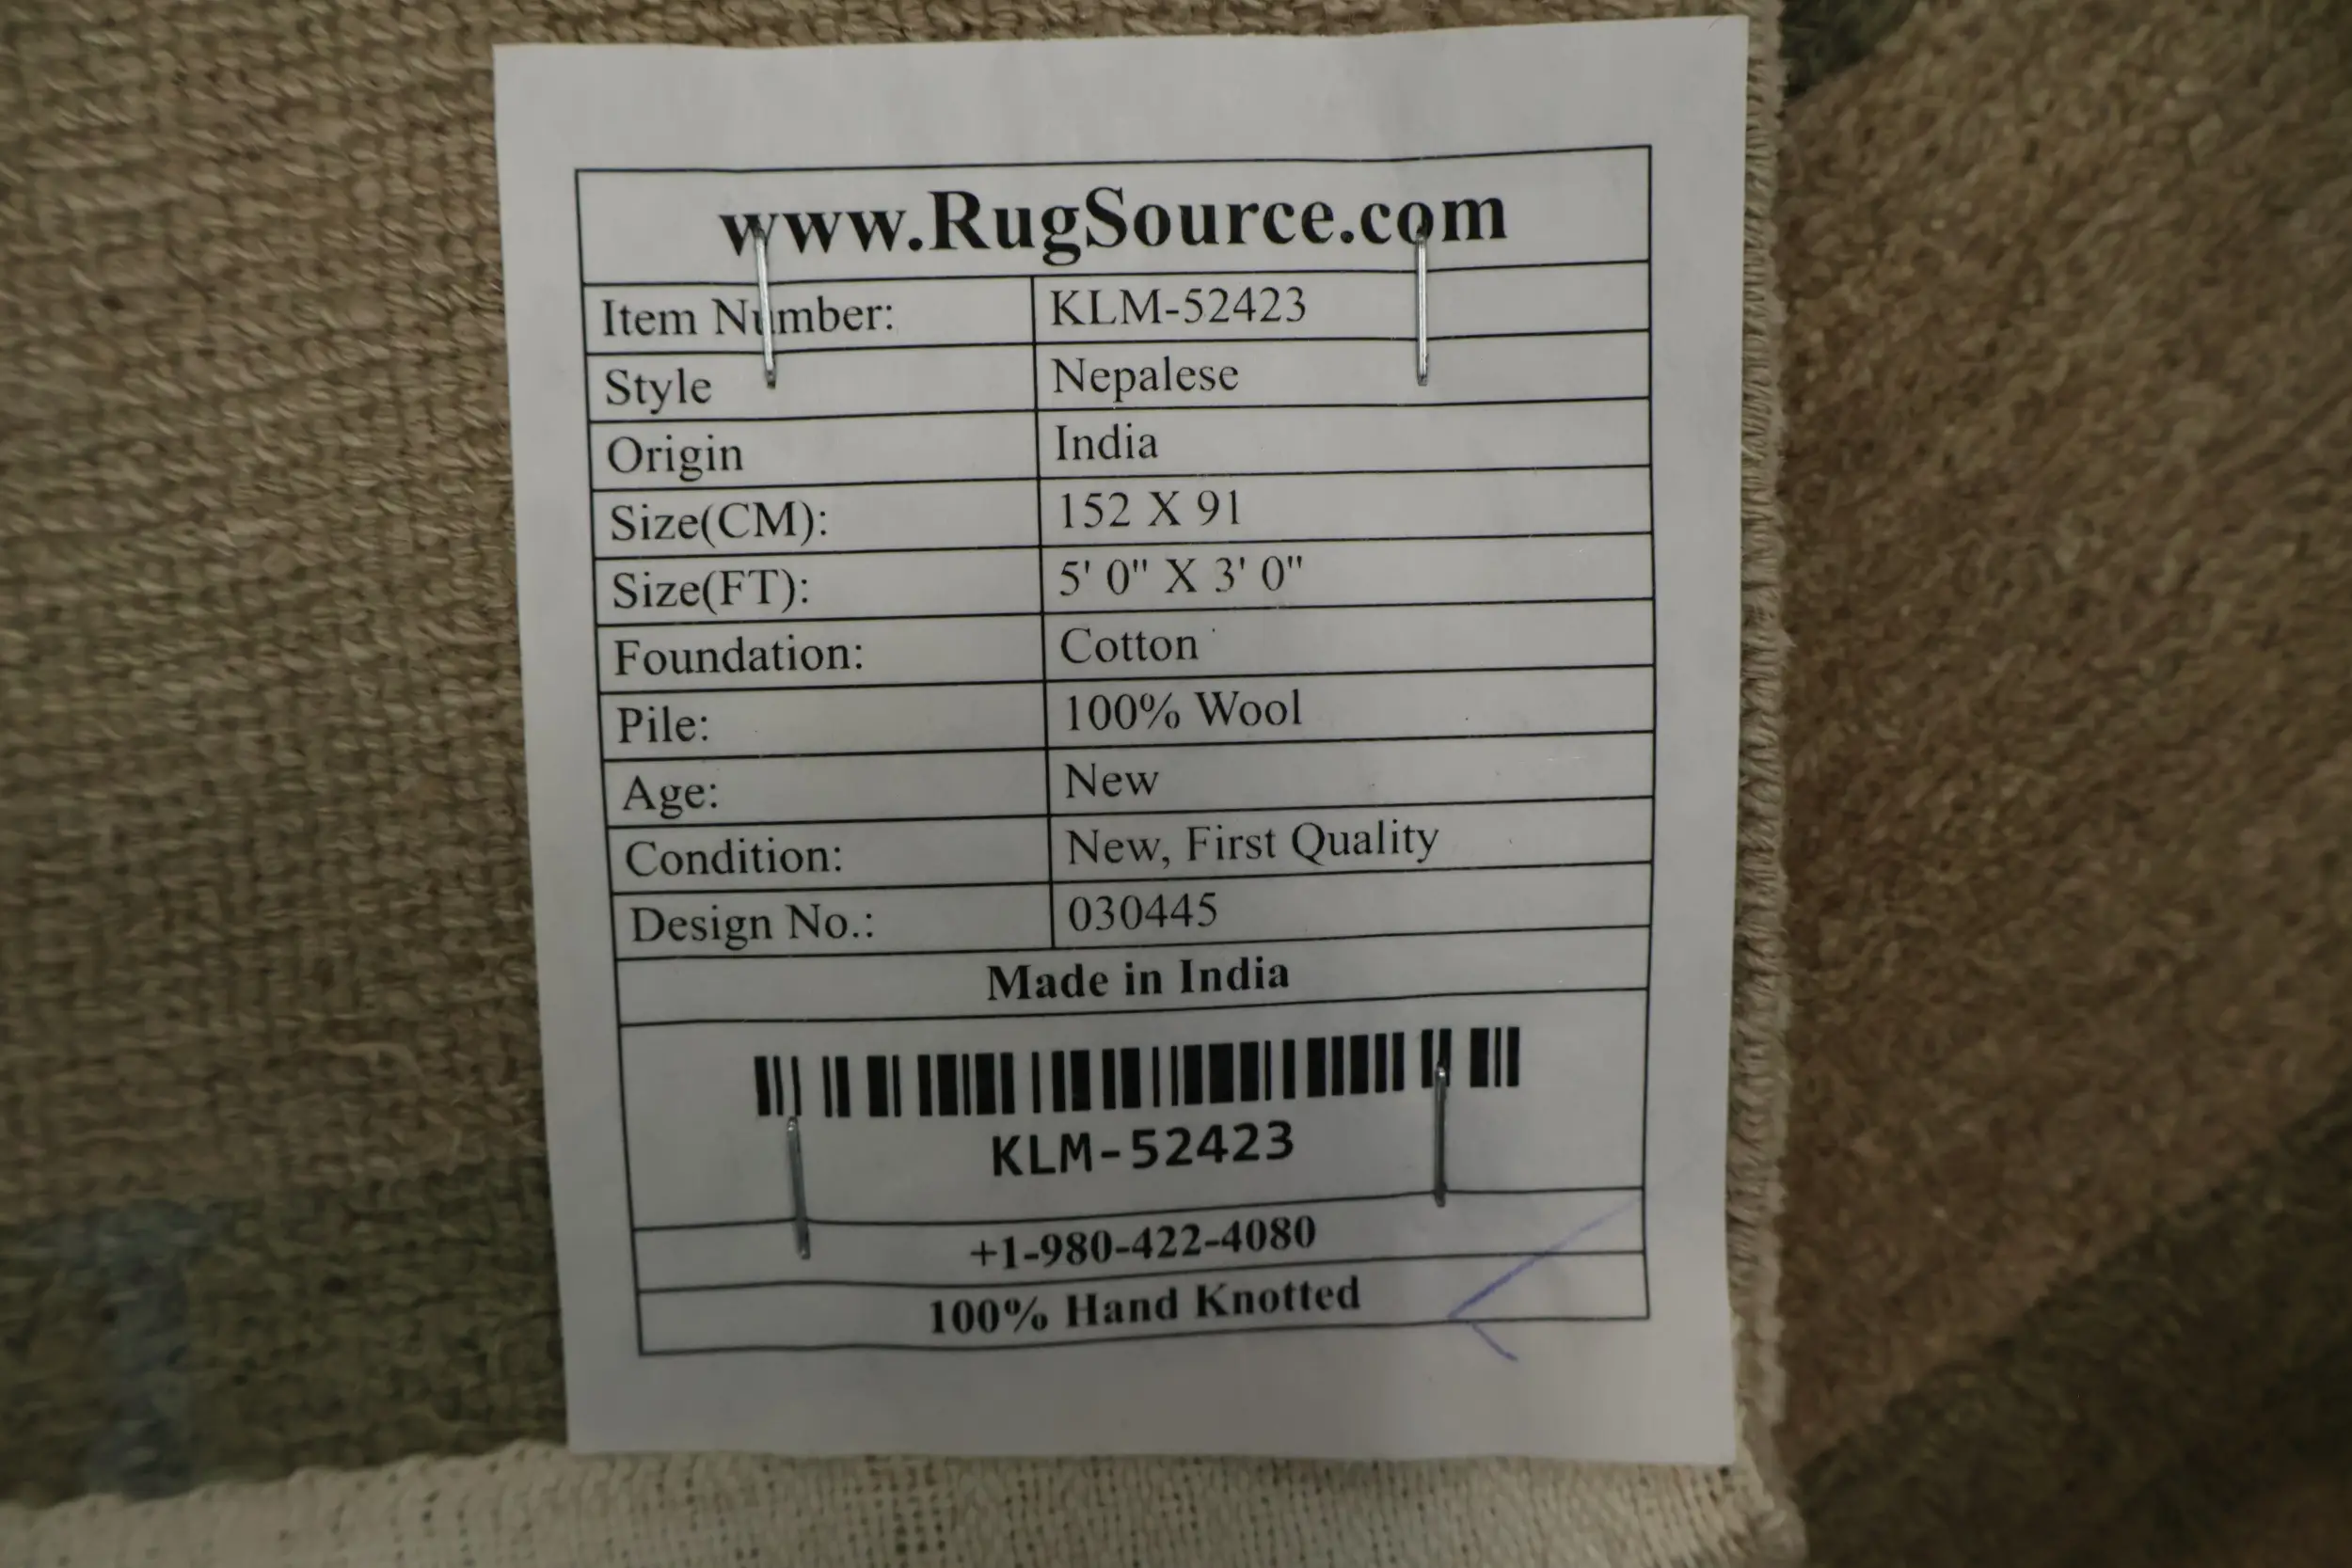 www.RugSource.com
Item Number: KLM-52423
Style Nepalese
Origin India
Size(CM): 152 X 91
Size(FT): 5' 0" X 3' 0"
Foundation: Cotton
Pile: 100% Wool
Age: New
Condition: New, First Quality
Design No.: 030445
Made in India
KLM-52423
+1-980-422-4080
100% Hand Knotted